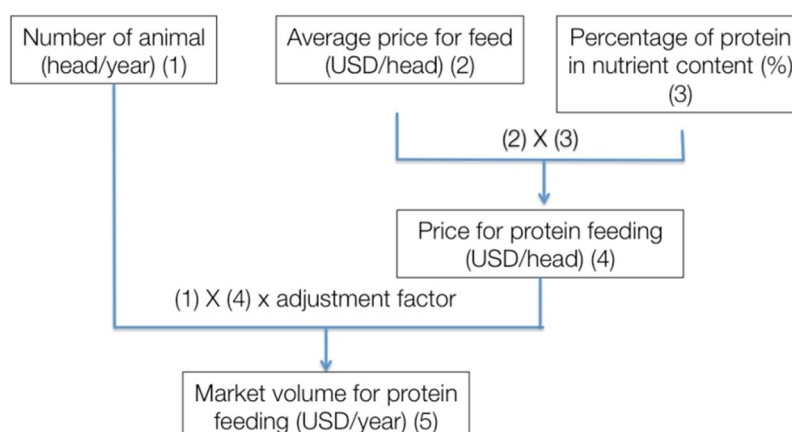 Number of animal
(head/year) (1)
Average price for feed
(USD/head) (2)
Percentage of protein
in nutrient content (%)
(3)
(2) X (3)
Price for protein feeding
(USD/head) (4)
(1) X (4) x adjustment factor
Market volume for protein
feeding (USD/year) (5)